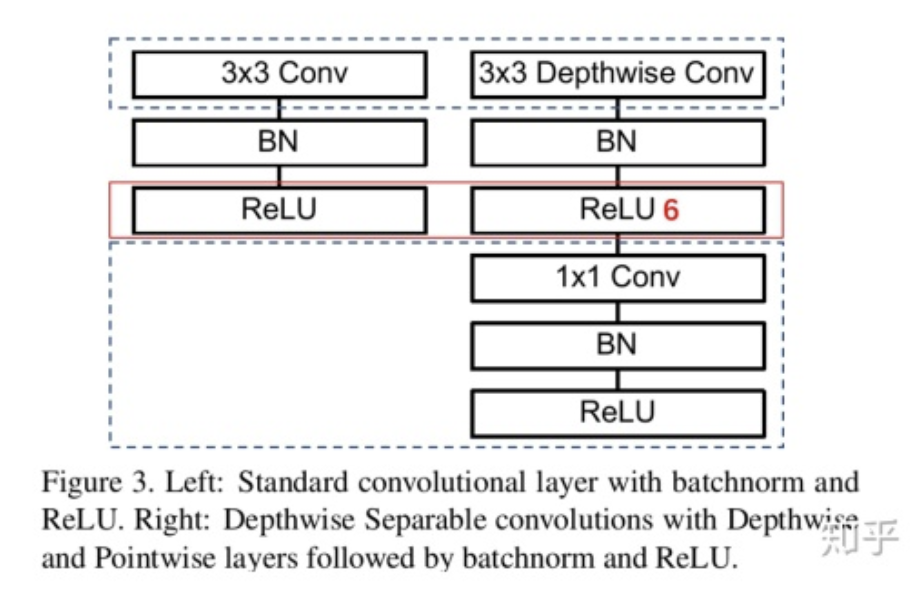 3x3 Conv
BN
ReLU
3x3 Depthwise Conv
BN
ReLU 6
1x1 Conv
BN
ReLU
Figure 3. Left: Standard convolutional layer with batchnorm and
ReLU. Right: Depthwise Separable convolutions with Depthwise
and Pointwise layers followed by batchnorm and ReLU.
知乎